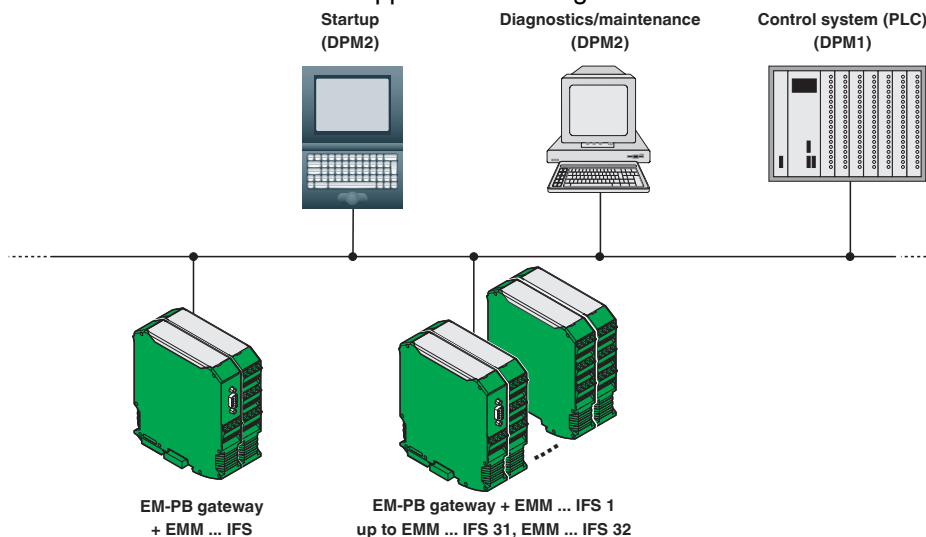 Startup
(DPM2)
Diagnostics/maintenance
(DPM2)
Control system (PLC)
(DPM1)
EM-PB gateway
+ EMM ... IFS
EM-PB gateway + EMM ... IFS 1
up to EMM ... IFS 31, EMM ... IFS 32